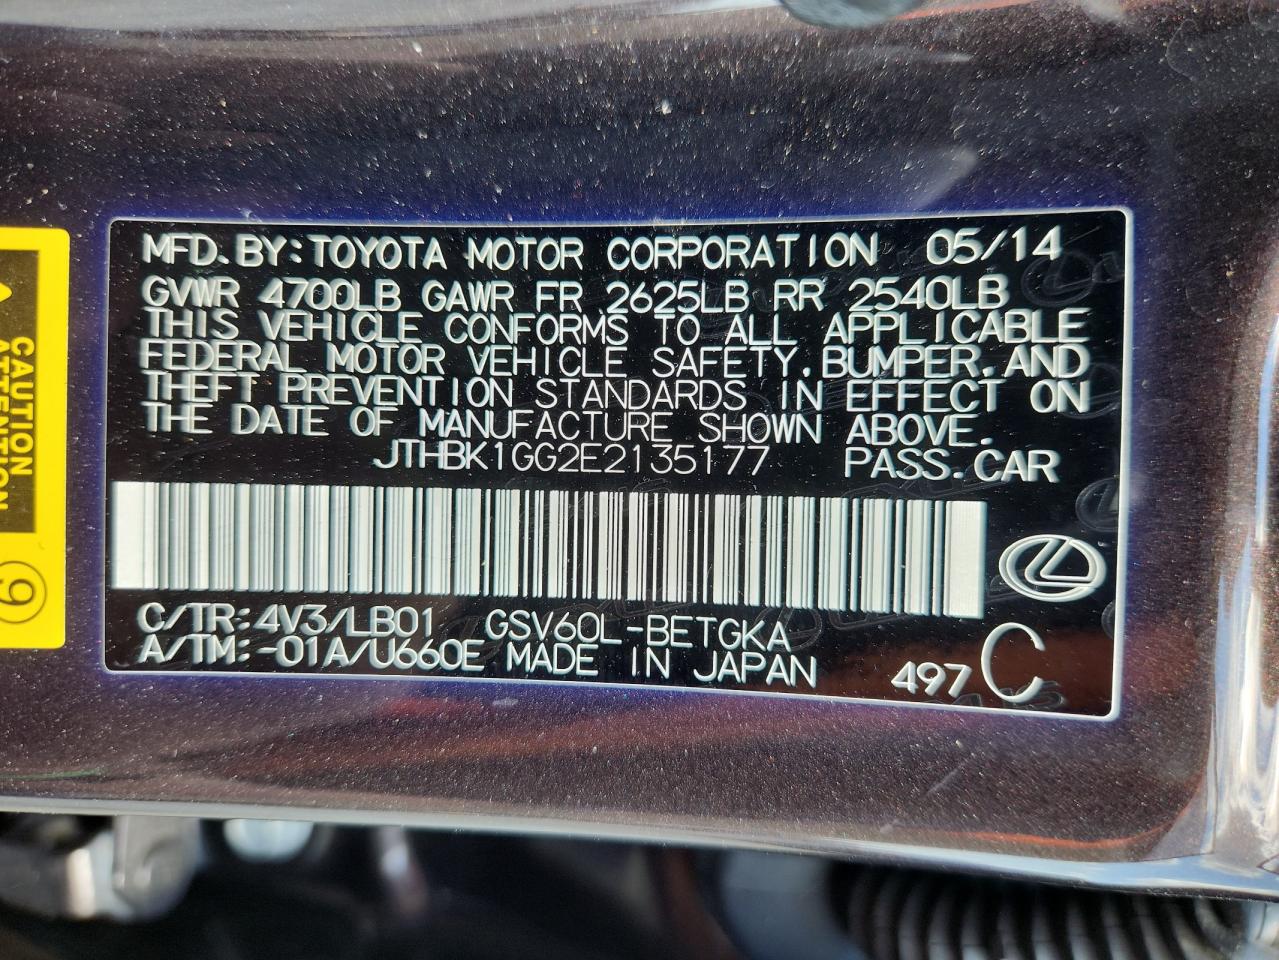 MFD. BY: TOYOTA MOTOR CORPORATION 05/14
GVWR 4700LB GAWR FR 2625LB RR 2540LB
THIS VEHICLE CONFORMS TO ALL APPLICABLE
FEDERAL MOTOR VEHICLE SAFETY, BUMPER, AND
THEFT PREVENTION STANDARDS IN EFFECT ON
THE DATE OF MANUFACTURE SHOWN ABOVE.
JTHBK1GG2E2135177 PASS. CAR
C/TR: 4V3/LB01 GSV60L-BETGKA
A/TM: -01A/U660E MADE IN JAPAN 497 C
CAUTION
ATTENTION
9